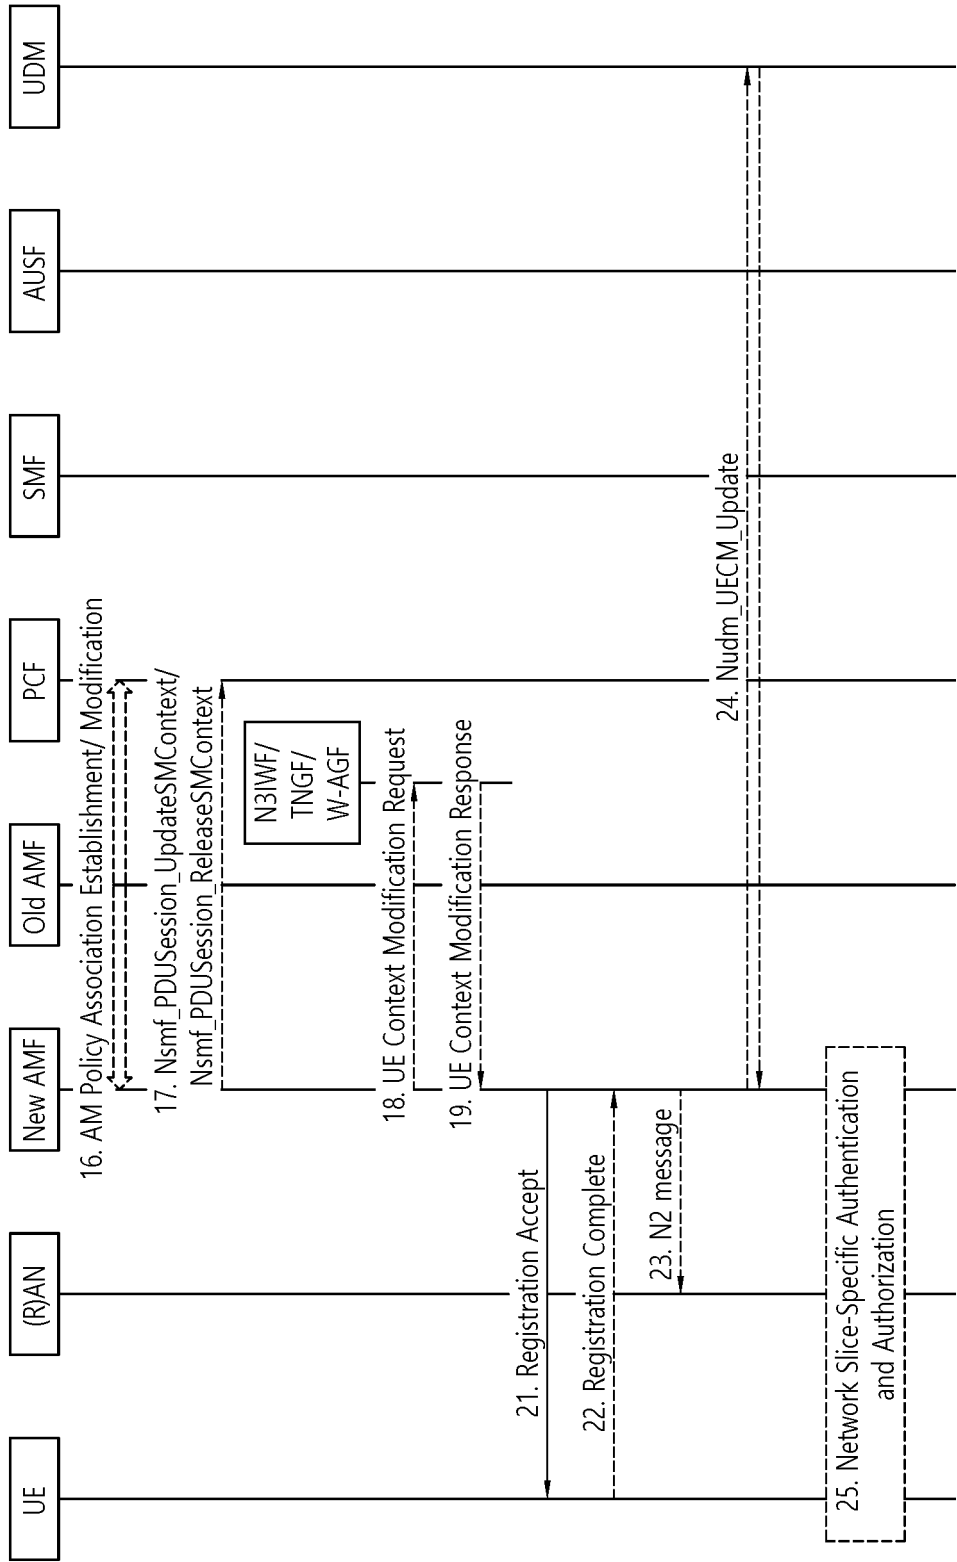 UE
(R)AN
New AMF
Old AMF
PCF
SMF
AUSF
UDM
16. AM Policy Association Establishment/ Modification
17. Nsmf_PDUSession_UpdateSMContext/
Nsmf_PDUSession_ReleaseSMContext
N3IWF/
TNGF/
W-AGF
18. UE Context Modification Request
19. UE Context Modification Response
21. Registration Accept
22. Registration Complete
23. N2 message
24. Nudm_UECM_Update
25. Network Slice-Specific Authentication
and Authorization